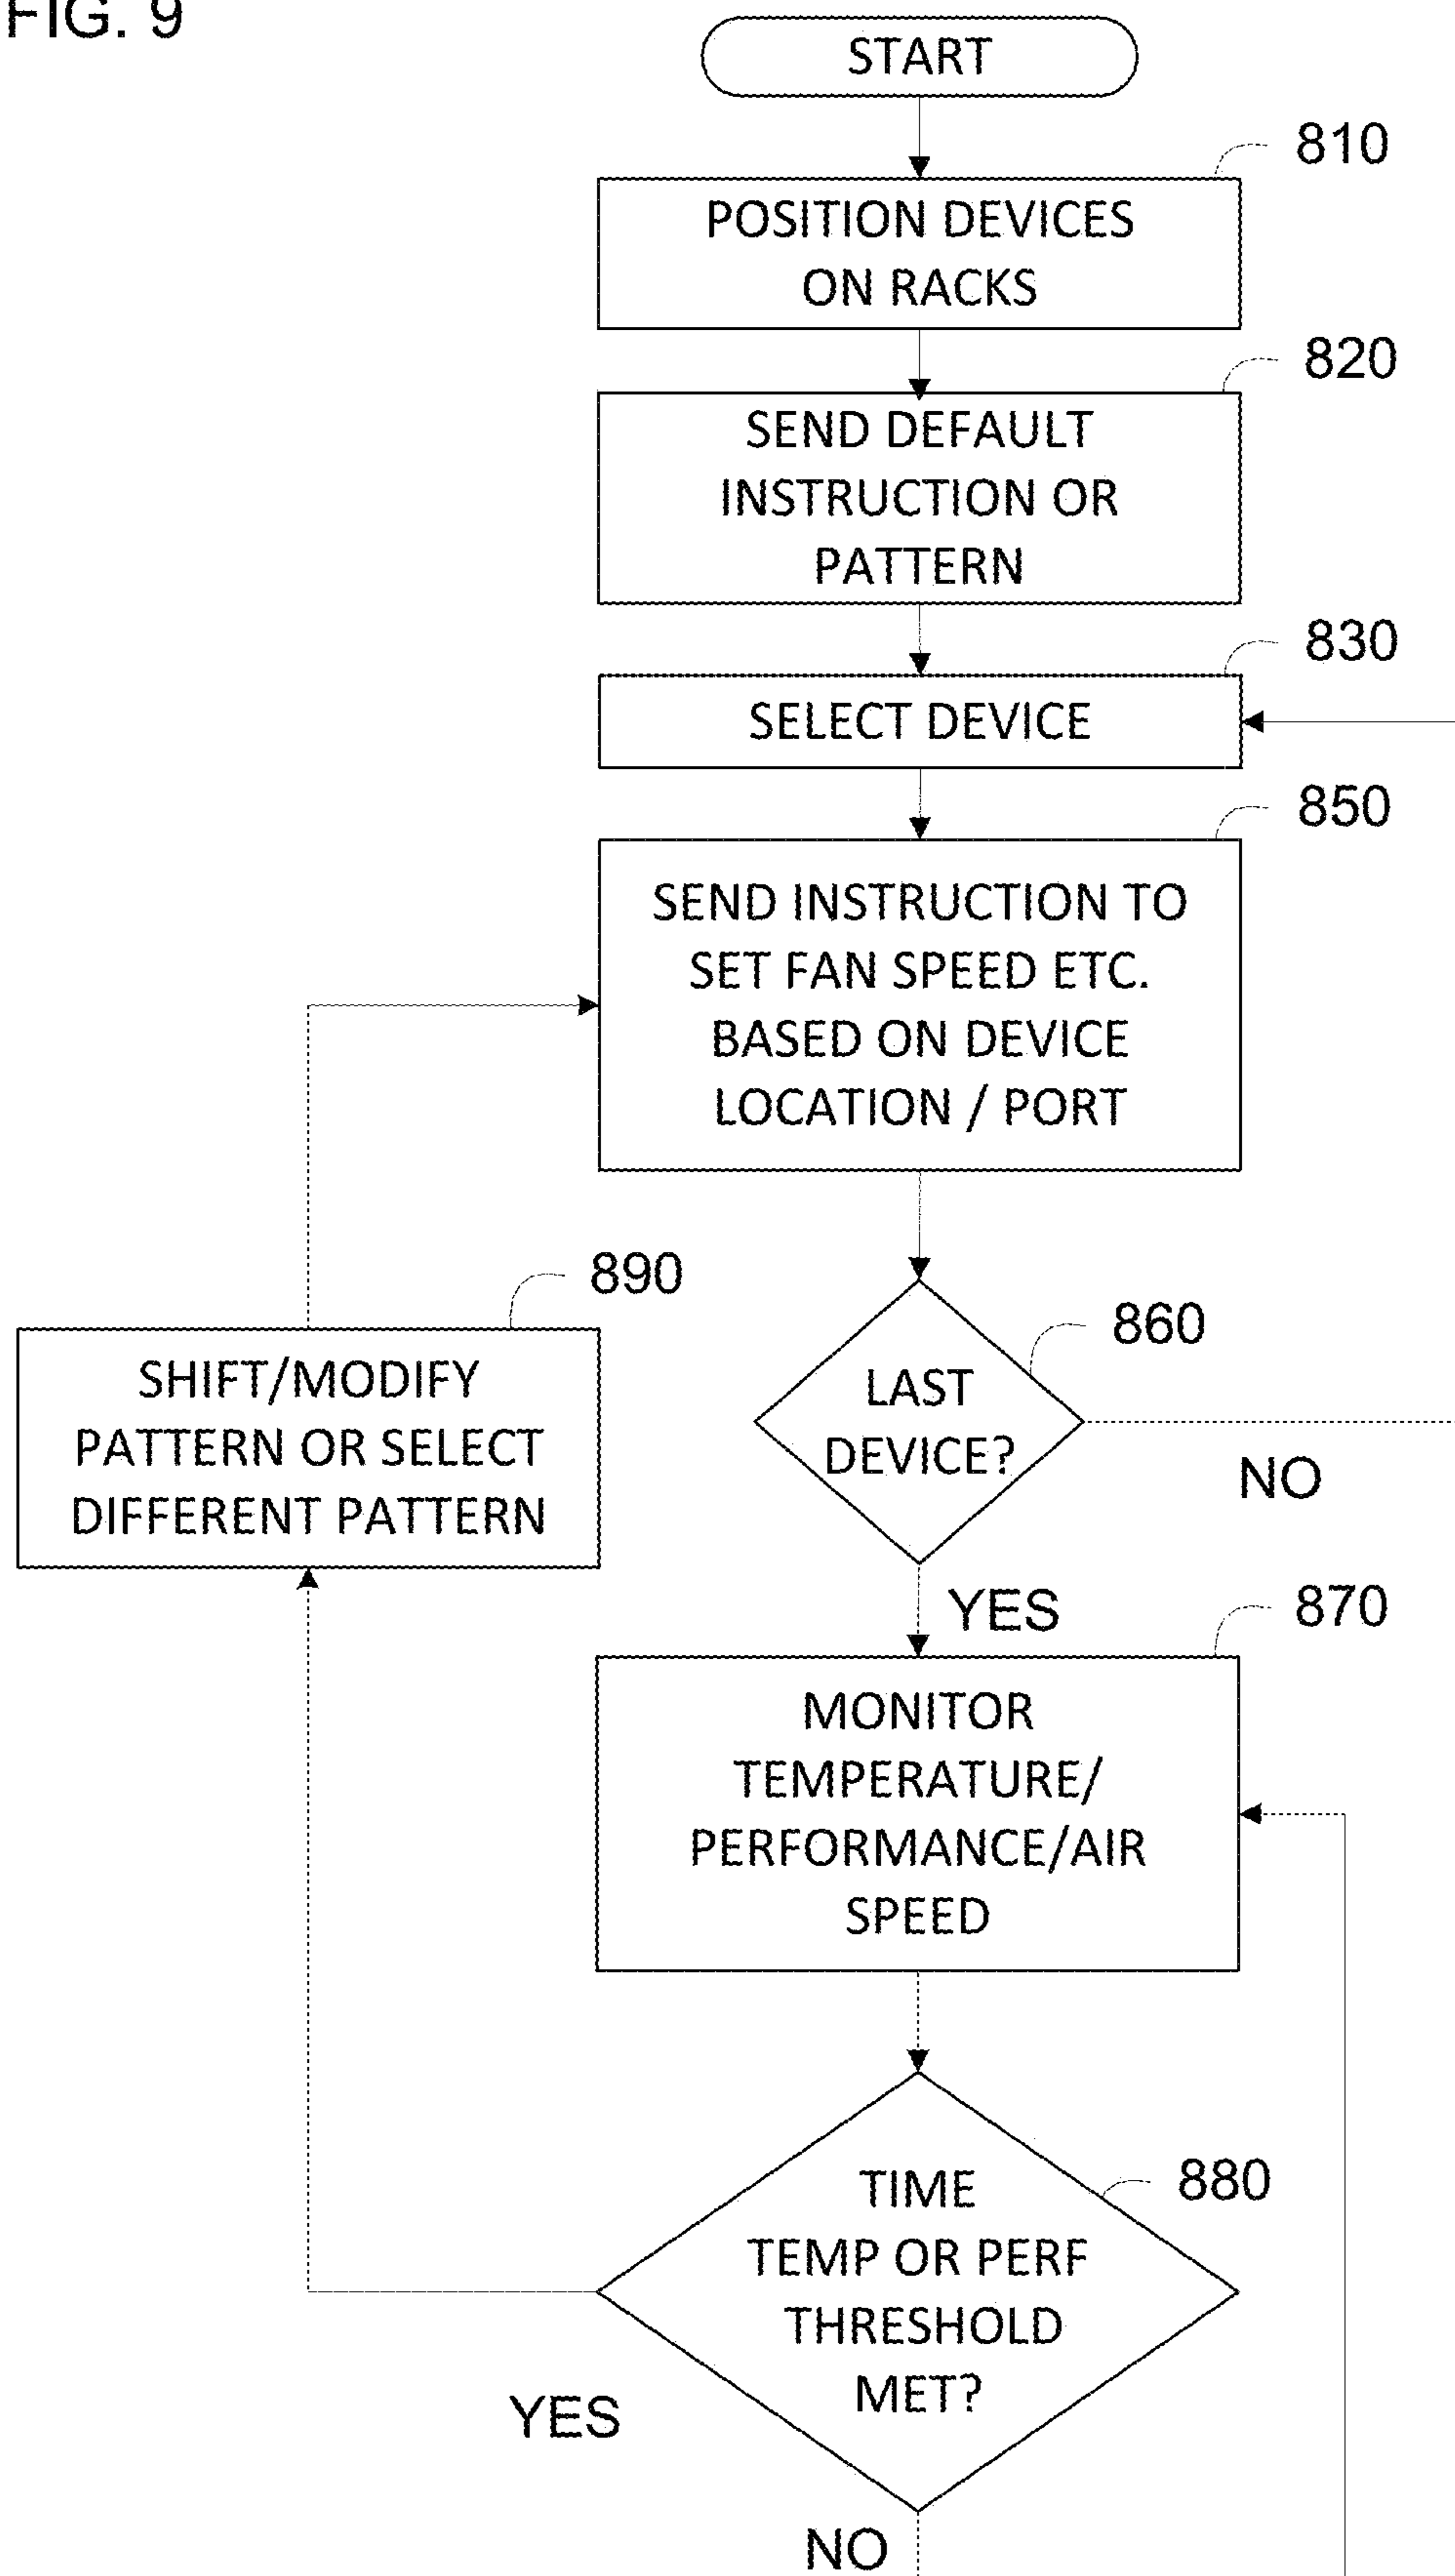 FIG. 9
START
810
POSITION DEVICES
ON RACKS
820
SEND DEFAULT
INSTRUCTION OR
PATTERN
830
SELECT DEVICE
850
SEND INSTRUCTION TO
SET FAN SPEED ETC.
BASED ON DEVICE
LOCATION / PORT
890
SHIFT/MODIFY
PATTERN OR SELECT
DIFFERENT PATTERN
860
LAST
DEVICE?
NO
YES
870
MONITOR
TEMPERATURE/
PERFORMANCE/AIR
SPEED
880
TIME
TEMP OR PERF
THRESHOLD
MET?
YES
NO